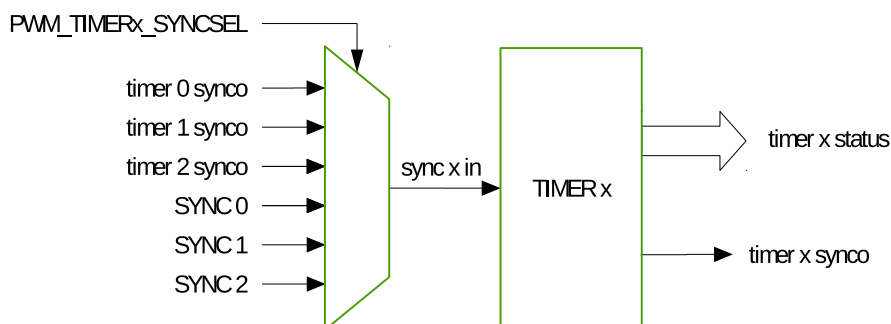 PWM_TIMERx_SYNCSEL
timer 0 synco
timer 1 synco
timer 2 synco
SYNC 0
SYNC 1
SYNC 2
sync x in
TIMER x
timer x status
timer x synco